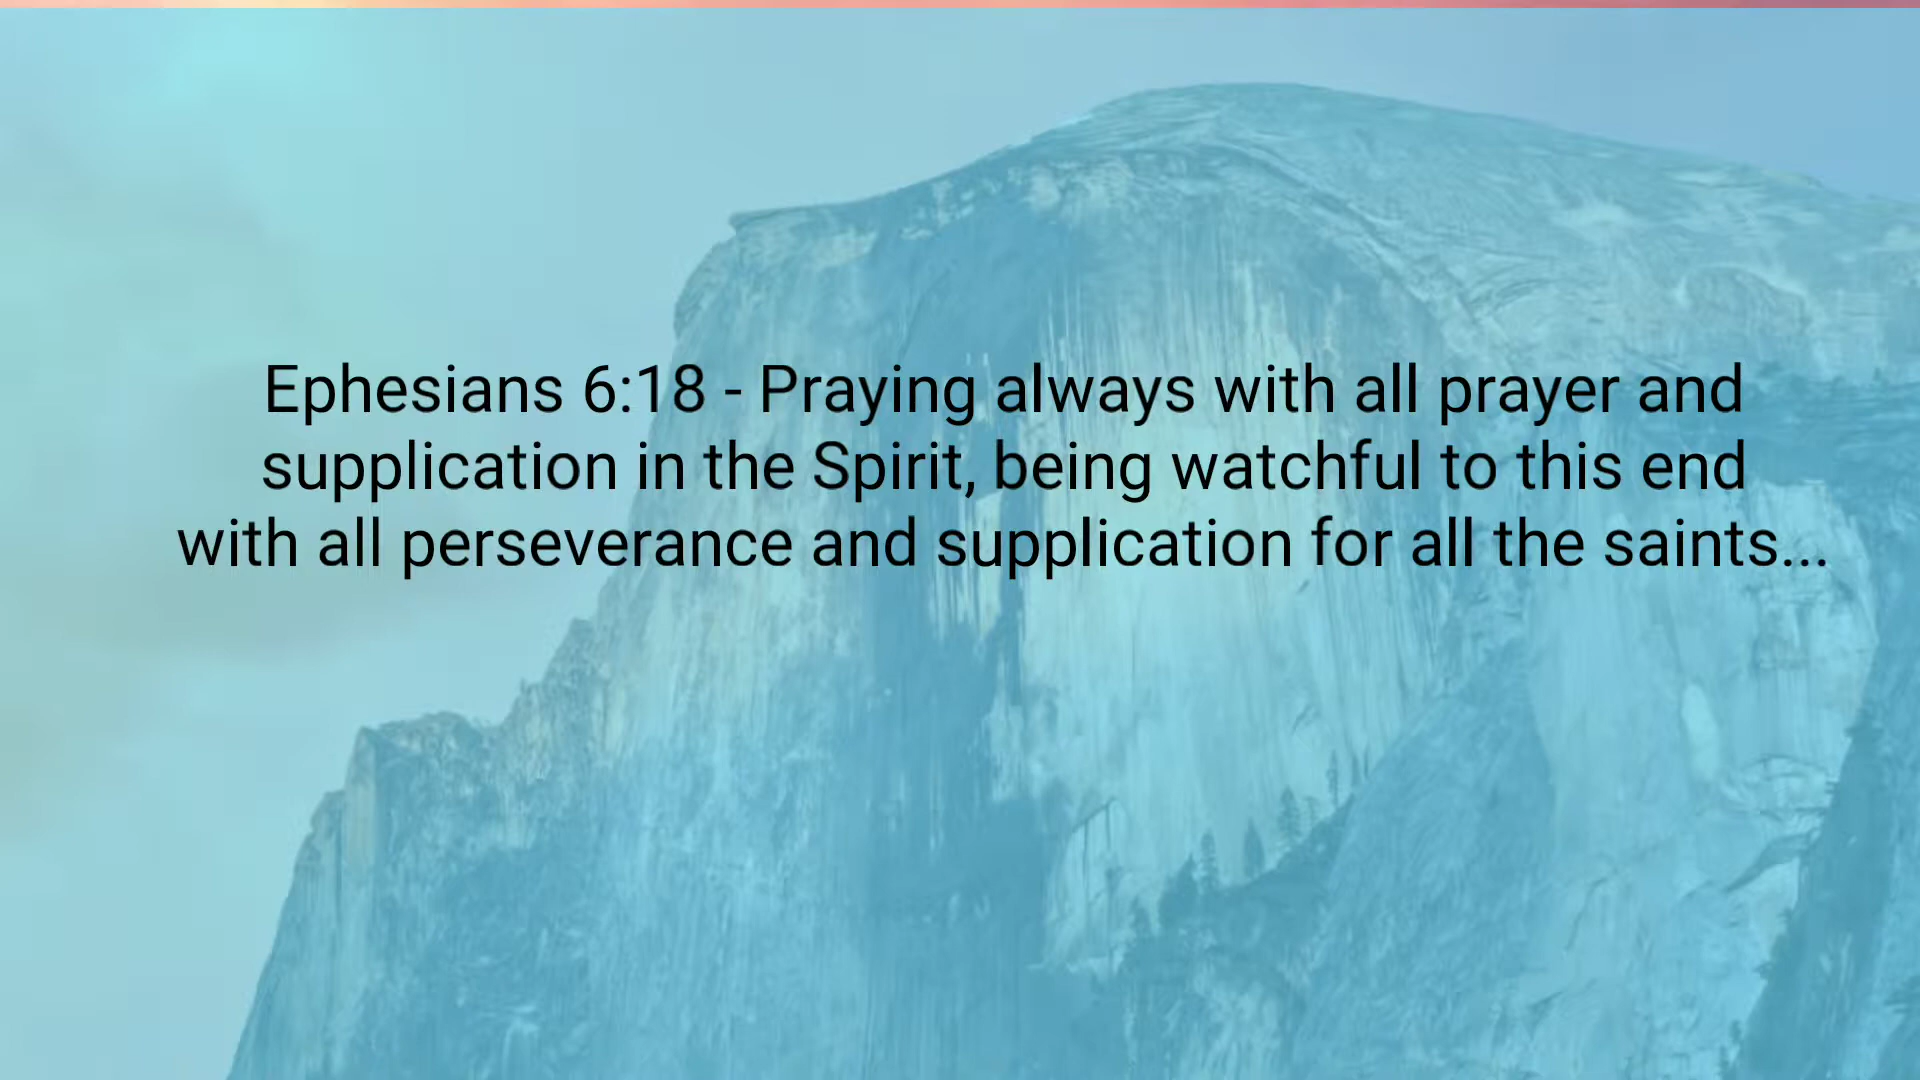 Ephesians 6:18 - Praying always with all prayer and
supplication in the Spirit, being watchful to this end
with all perseverance and supplication for all the saints...